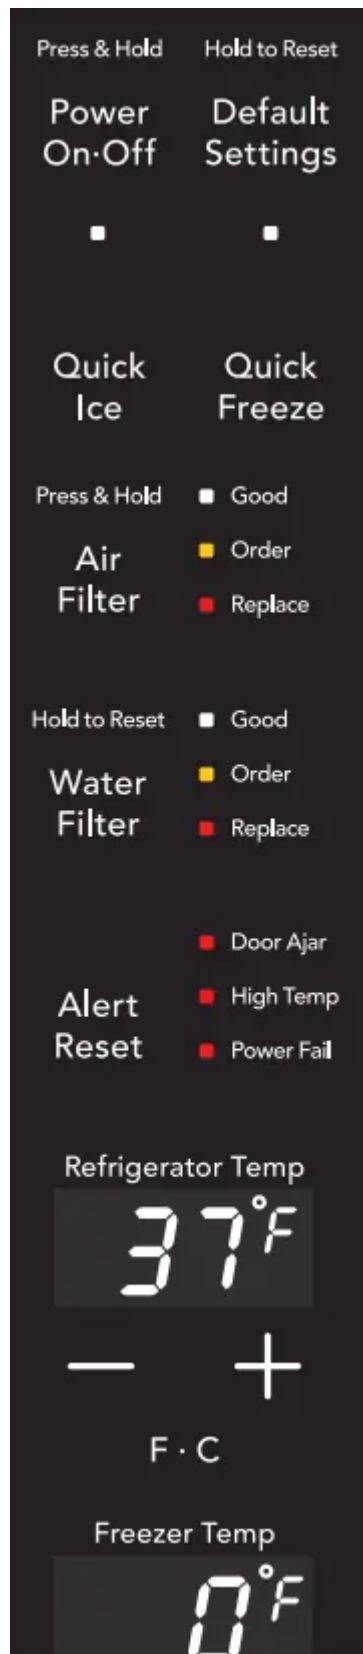 Press & Hold
Hold to Reset
Power
On·Off
Default
Settings
Quick
Ice
Quick
Freeze
Press & Hold
Air
Filter
Good
Order
Replace
Hold to Reset
Water
Filter
Good
Order
Replace
Alert
Reset
Door Ajar
High Temp
Power Fail
Refrigerator Temp
37°F
— +
F · C
Freezer Temp
0°F